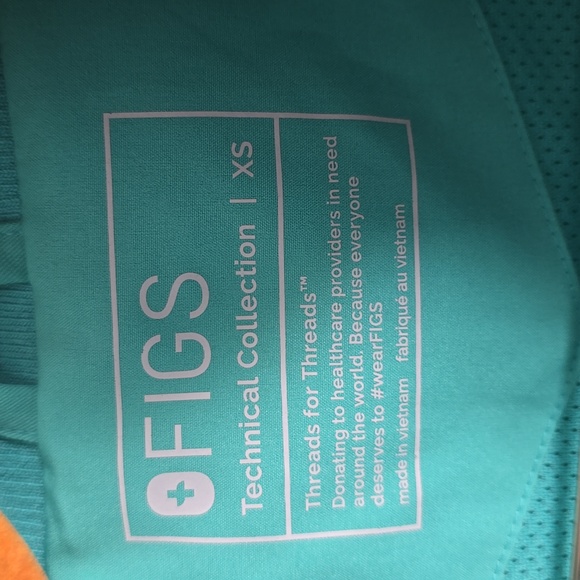 FIGS
Technical Collection | XS
Threads for Threads™
Donating to healthcare providers in need
around the world. Because everyone
deserves to #wearFIGS
made in vietnam fabriqué au vietnam